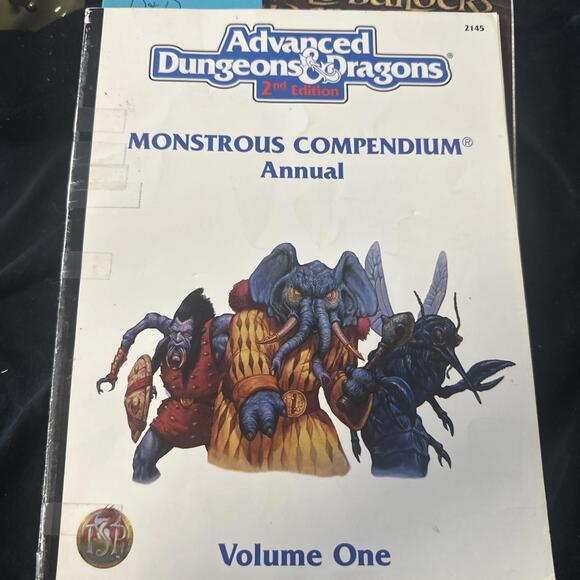 2145
Advanced
Dungeons & Dragons®
2nd Edition
MONSTROUS COMPENDIUM®
Annual
TSR
Volume One